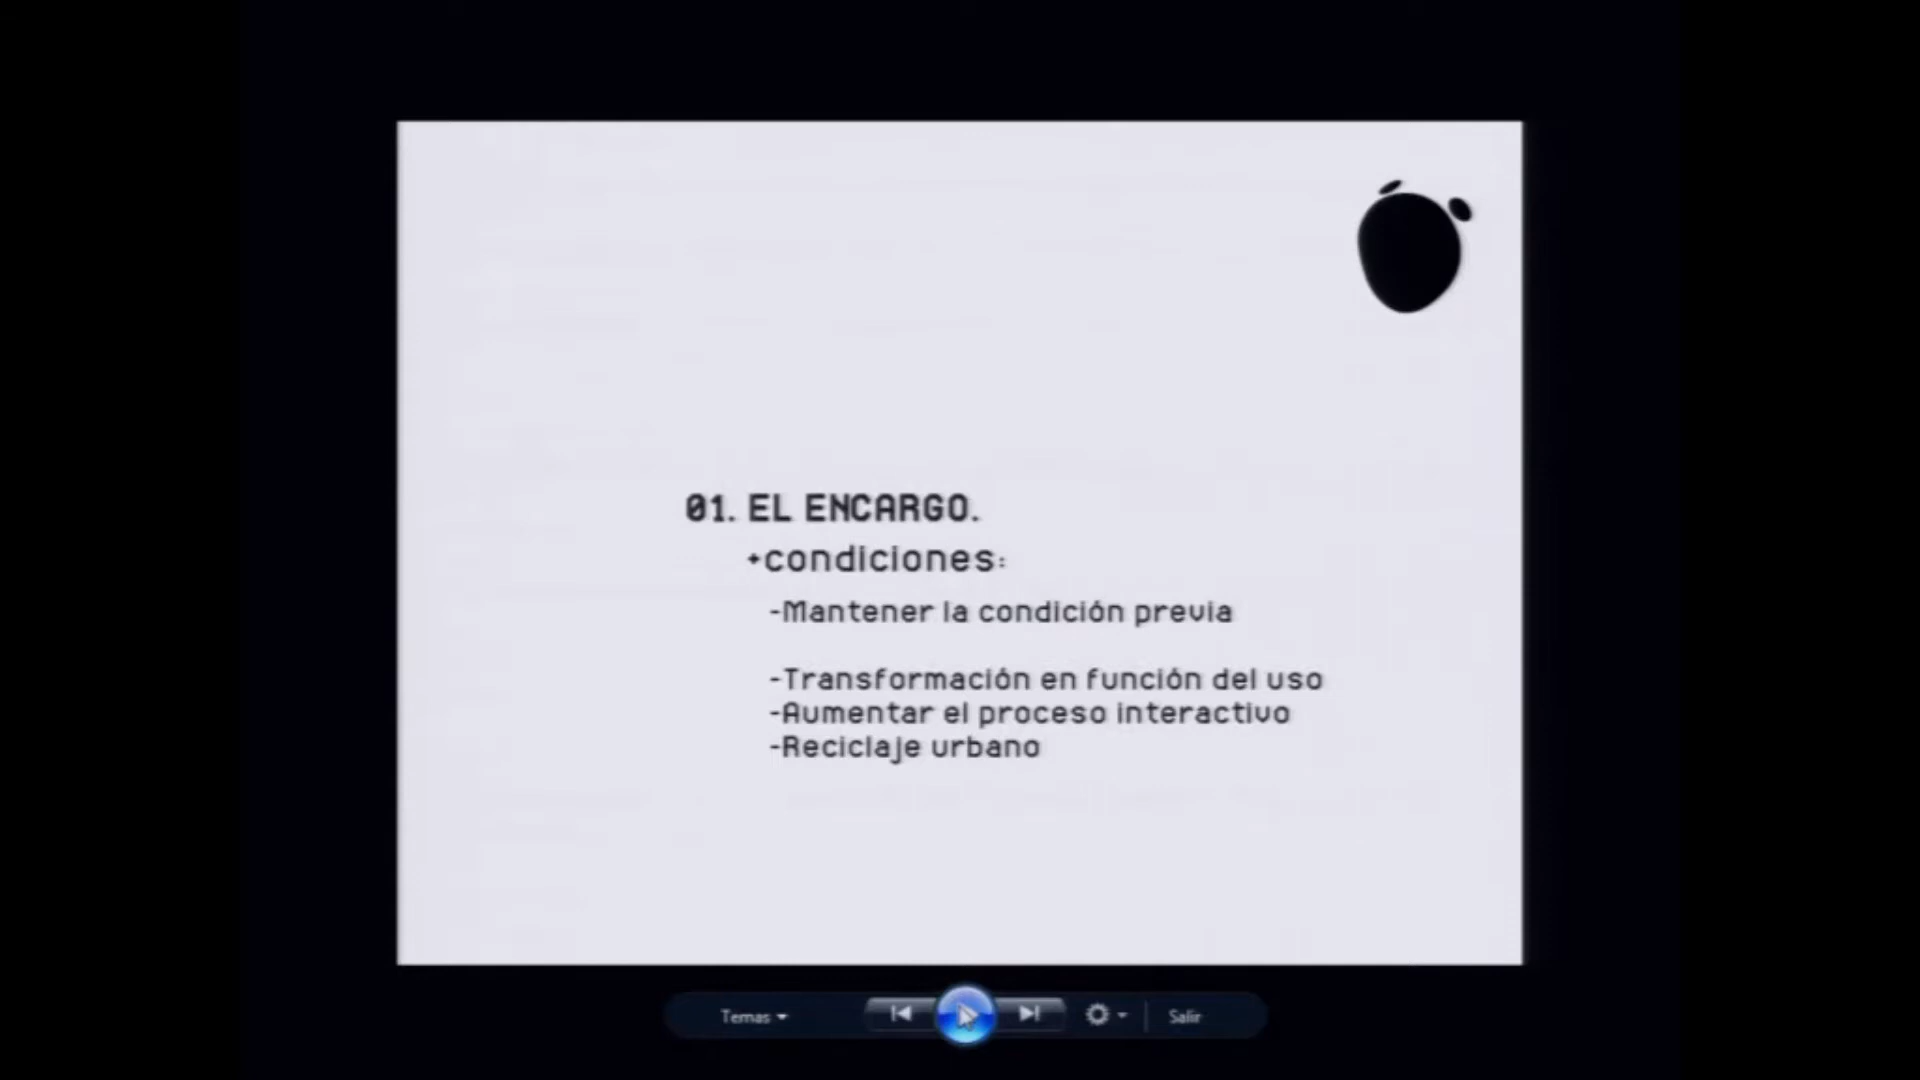 01. EL ENCARGO.
+condiciones:
-Mantener la condición previa
-Transformación en función del uso
-Aumentar el proceso interactivo
-Reciclaje urbano
Temas
Salir